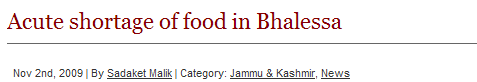 Acute shortage of food in Bhalessa
Nov 2nd, 2009 | By Sadaket Malik | Category: Jammu & Kashmir, News